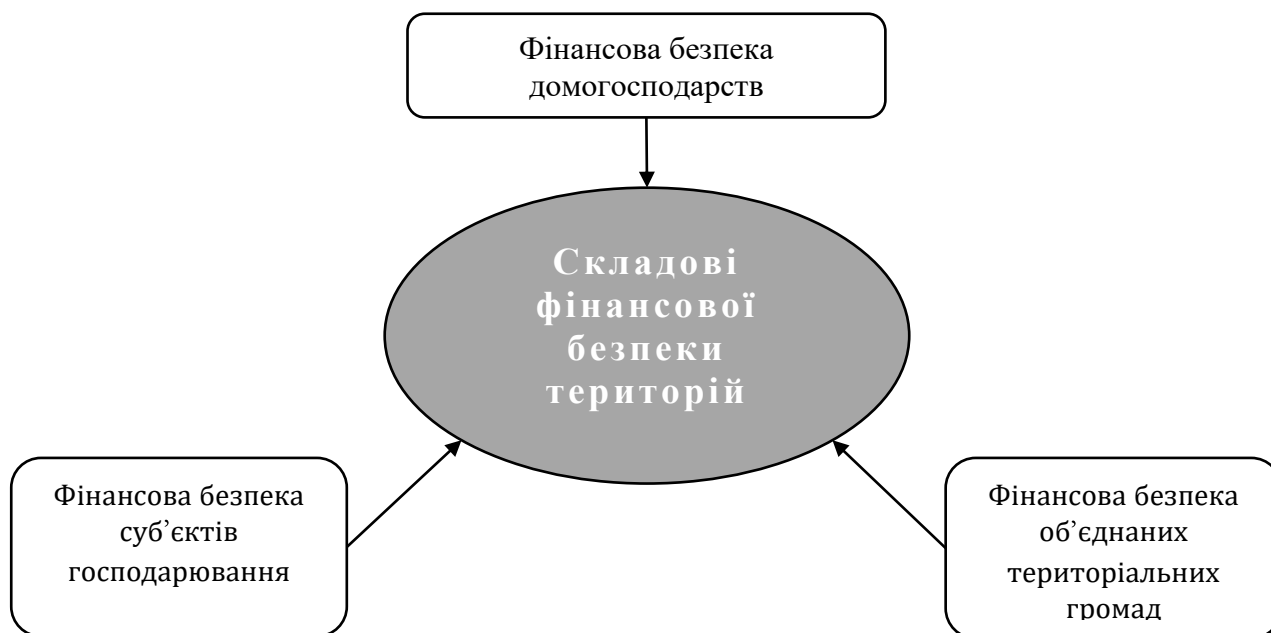 Фінансова безпека
домогосподарств
Складові
фінансової
безпеки
територій
Фінансова безпека
суб’єктів
господарювання
Фінансова безпека
об’єднаних
територіальних
громад